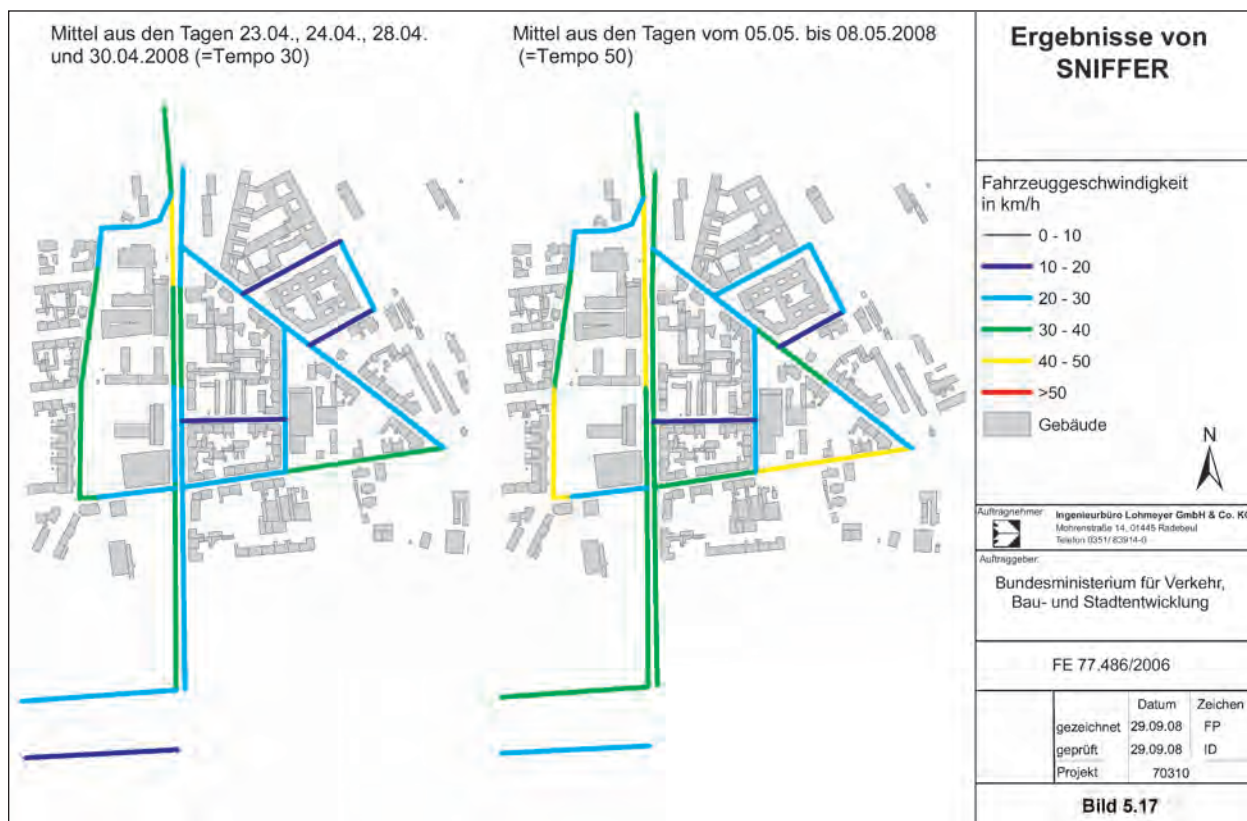 Mittel aus den Tagen 23.04., 24.04., 28.04.
und 30.04.2008 (=Tempo 30)
Mittel aus den Tagen vom 05.05. bis 08.05.2008
(=Tempo 50)
Ergebnisse von
SNIFFER
Fahrzeuggeschwindigkeit
in km/h
0 - 10
10 - 20
20 - 30
30 - 40
40 - 50
>50
Gebäude
N
Auftragnehmer:
Ingenieurbüro Lohmeyer GmbH & Co. KG
Mohrenstraße 14, 01445 Radebeul
Telefon 0351/ 83914-0
Auftraggeber:
Bundesministerium für Verkehr,
Bau- und Stadtentwicklung
FE 77.486/2006
Datum Zeichen
gezeichnet 29.09.08 FP
geprüft 29.09.08 ID
Projekt 70310
Bild 5.17